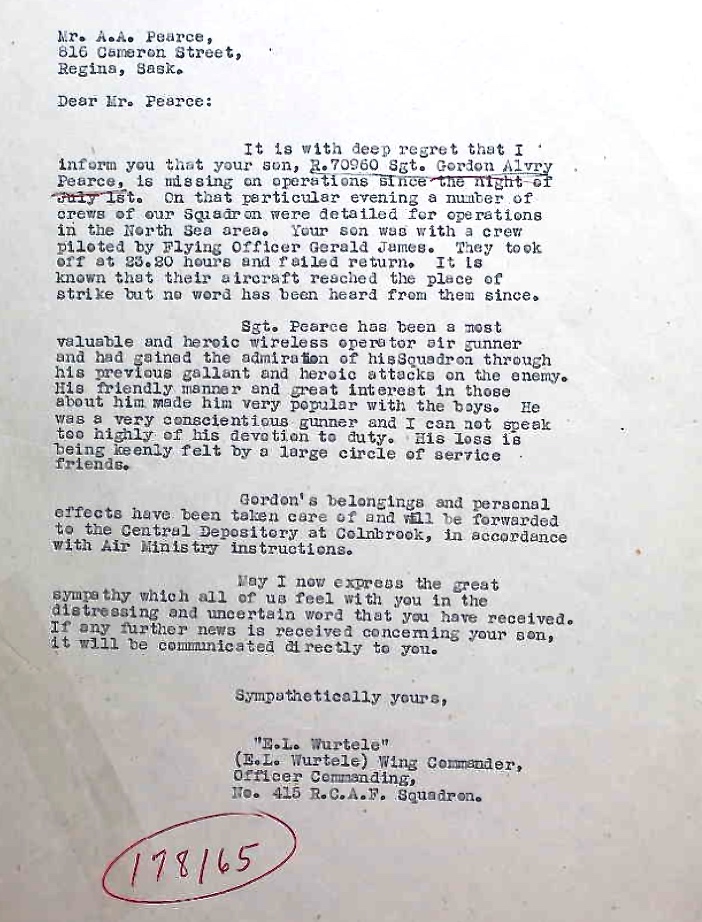 Mr. A.A. Pearce,
816 Cameron Street,
Regina, Sask.
Dear Mr. Pearce:
It is with deep regret that I
inform you that your son, R.70960 Sgt. Gordon Alvry
Pearce, is missing on operations since the night of
July 1st. On that particular evening a number of
crews of our Squadron were detailed for operations
in the North Sea area. Your son was with a crew
piloted by Flying Officer Gerald James. They took
off at 23.20 hours and failed return. It is
known that their aircraft reached the place of
strike but no word has been heard from them since.
Sgt. Pearce has been a most
valuable and heroic wireless operator air gunner
and had gained the admiration of hisSquadron through
his previous gallant and heroic attacks on the enemy.
His friendly manner and great interest in those
about him made him very popular with the boys. He
was a very conscientious gunner and I can not speak
too highly of his devotion to duty. His loss is
being keenly felt by a large circle of service
friends.
Gordon's belongings and personal
effects have been taken care of and will be forwarded
to the Central Depository at Colnbrook, in accordance
with Air Ministry instructions.
May I now express the great
sympathy which all of us feel with you in the
distressing and uncertain word that you have received.
If any further news is received concerning your son,
it will be communicated directly to you.
Sympathetically yours,
"E.L. Wurtele"
(E.L. Wurtele) Wing Commander,
Officer Commanding,
No. 415 R.C.A.F. Squadron.
178/65